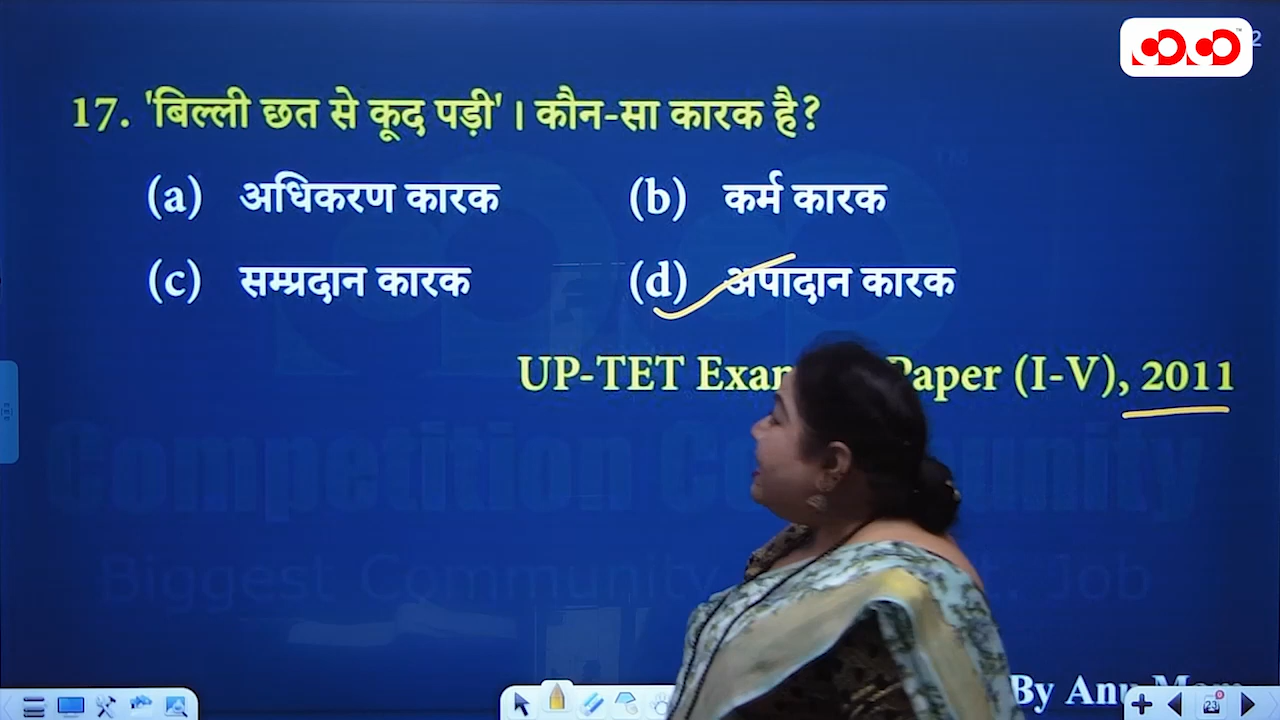 17. 'बिल्ली छत से कूद पड़ी' । कौन-सा कारक है?
(a) अधिकरण कारक (b) कर्म कारक
(c) सम्प्रदान कारक (d) अपादान कारक
UP-TET Paper (I-V), 2011
Competition Community
Biggest Community Job
By Anu